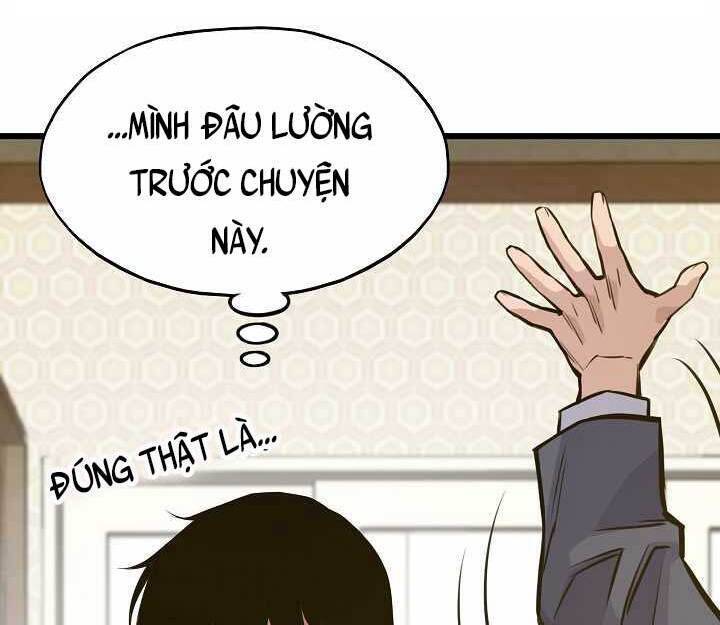 ...MÌNH ĐÂU LƯỜNG
TRƯỚC CHUYỆN
NÀY.
ĐÚNG THẬT LÀ...